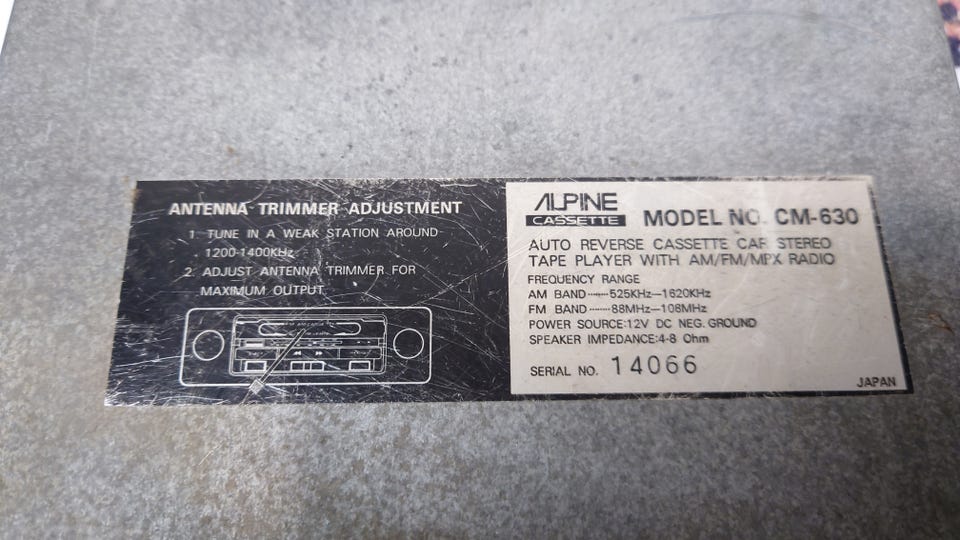 ANTENNA TRIMMER ADJUSTMENT
1. TUNE IN A WEAK STATION AROUND
1200-1400KHz
2. ADJUST ANTENNA TRIMMER FOR
MAXIMUM OUTPUT
ALPINE
CASSETTE
MODEL NO. CM-630
AUTO REVERSE CASSETTE CAR STEREO
TAPE PLAYER WITH AM/FM/MPX RADIO
FREQUENCY RANGE
AM BAND········525KHz—1620KHz
FM BAND········88MHz—108MHz
POWER SOURCE:12V DC NEG. GROUND
SPEAKER IMPEDANCE:4-8 Ohm
SERIAL NO. 14066
JAPAN